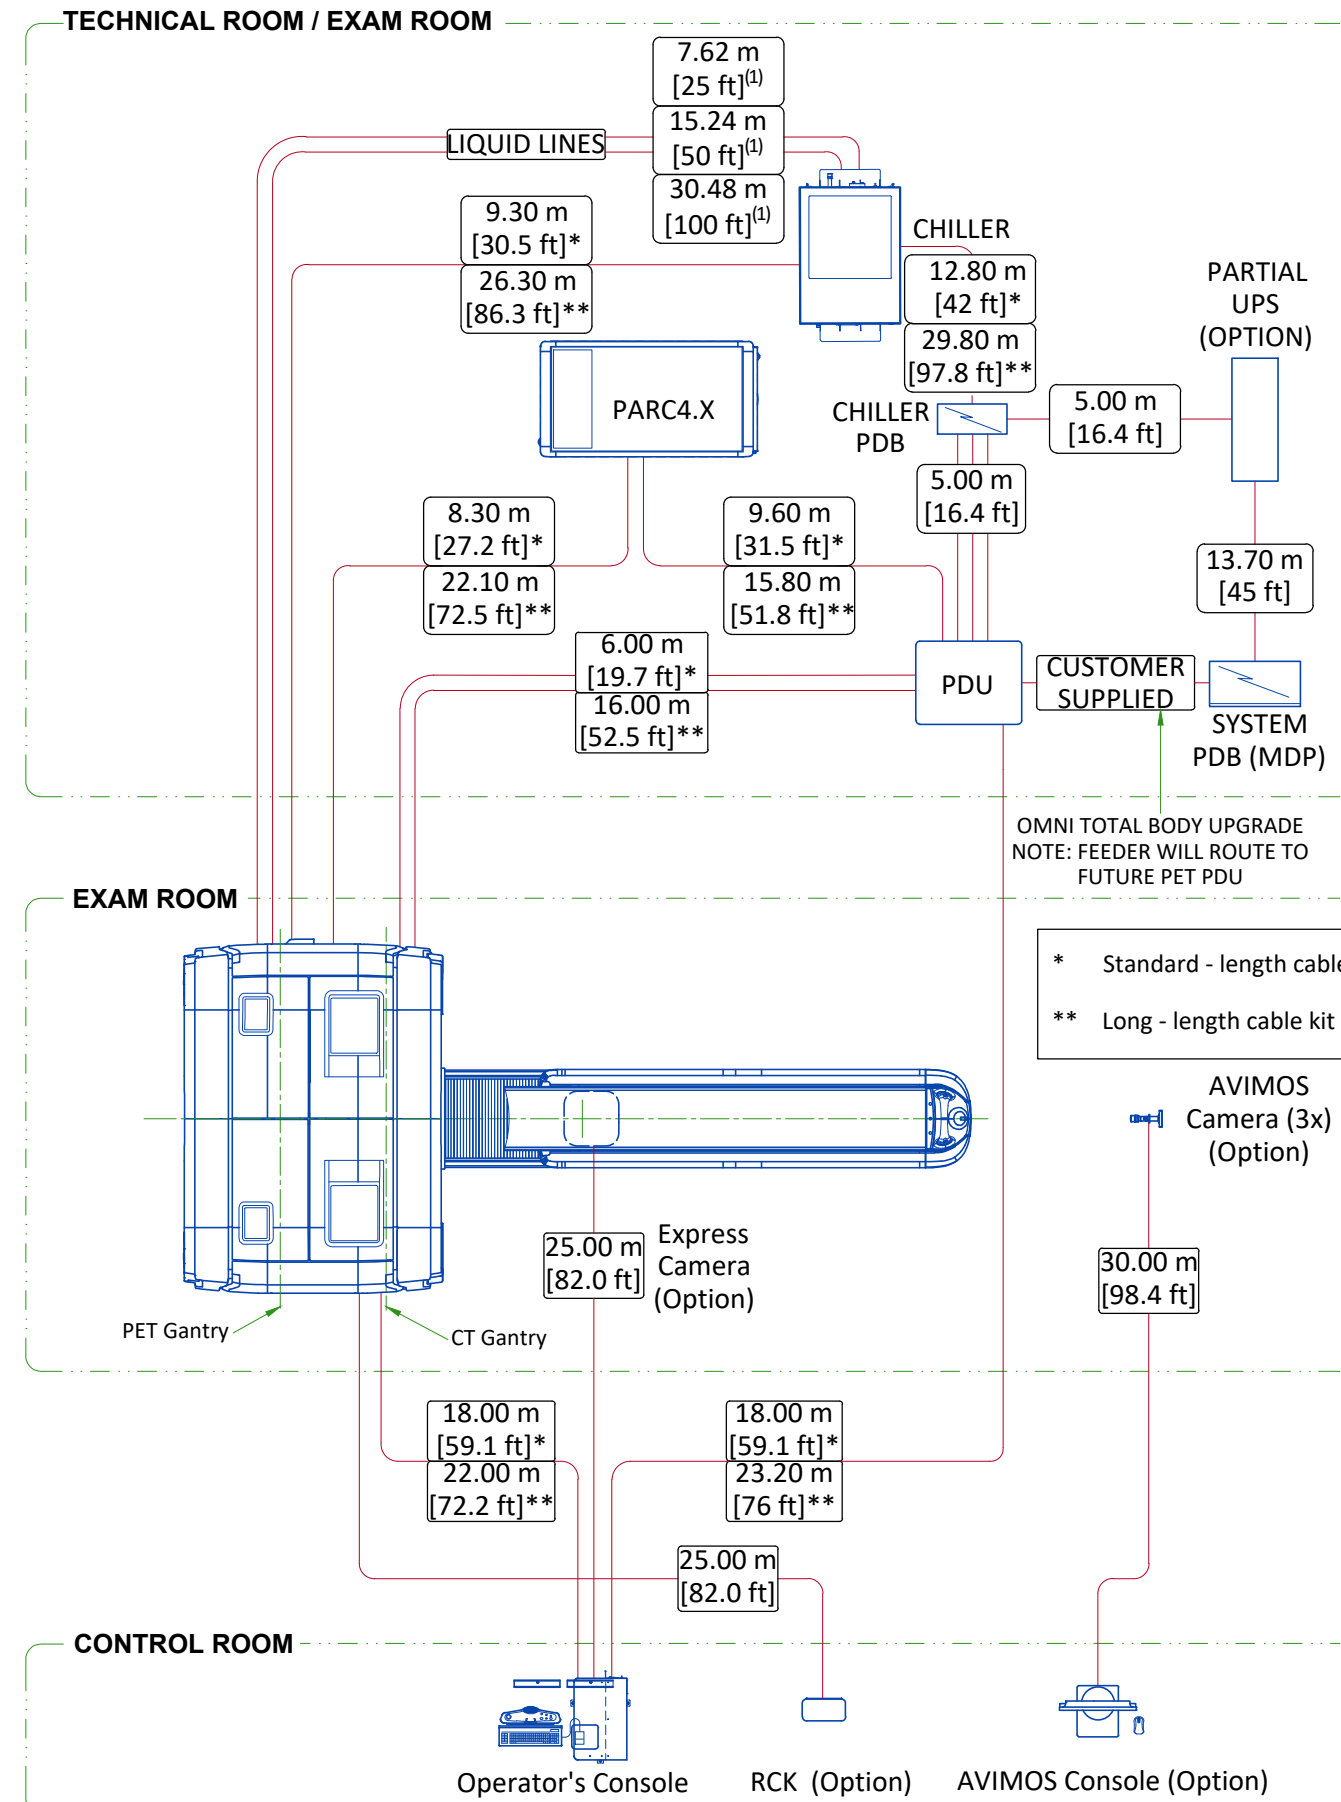 TECHNICAL ROOM / EXAM ROOM
7.62 m
[25 ft](1)
15.24 m
[50 ft](1)
30.48 m
[100 ft](1)
LIQUID LINES
9.30 m
[30.5 ft]*
26.30 m
[86.3 ft]**
CHILLER
12.80 m
[42 ft]*
29.80 m
[97.8 ft]**
PARTIAL
UPS
(OPTION)
PARC4.X
CHILLER
PDB
5.00 m
[16.4 ft]
5.00 m
[16.4 ft]
8.30 m
[27.2 ft]*
22.10 m
[72.5 ft]**
9.60 m
[31.5 ft]*
15.80 m
[51.8 ft]**
13.70 m
[45 ft]
6.00 m
[19.7 ft]*
16.00 m
[52.5 ft]**
PDU
CUSTOMER
SUPPLIED
SYSTEM
PDB (MDP)
OMNI TOTAL BODY UPGRADE
NOTE: FEEDER WILL ROUTE TO
FUTURE PET PDU
EXAM ROOM
* Standard - length cable
** Long - length cable kit
AVIMOS
Camera (3x)
(Option)
Express
Camera
(Option)
25.00 m
[82.0 ft]
30.00 m
[98.4 ft]
PET Gantry
CT Gantry
18.00 m
[59.1 ft]*
22.00 m
[72.2 ft]**
18.00 m
[59.1 ft]*
23.20 m
[76 ft]**
25.00 m
[82.0 ft]
CONTROL ROOM
Operator's Console
RCK (Option)
AVIMOS Console (Option)